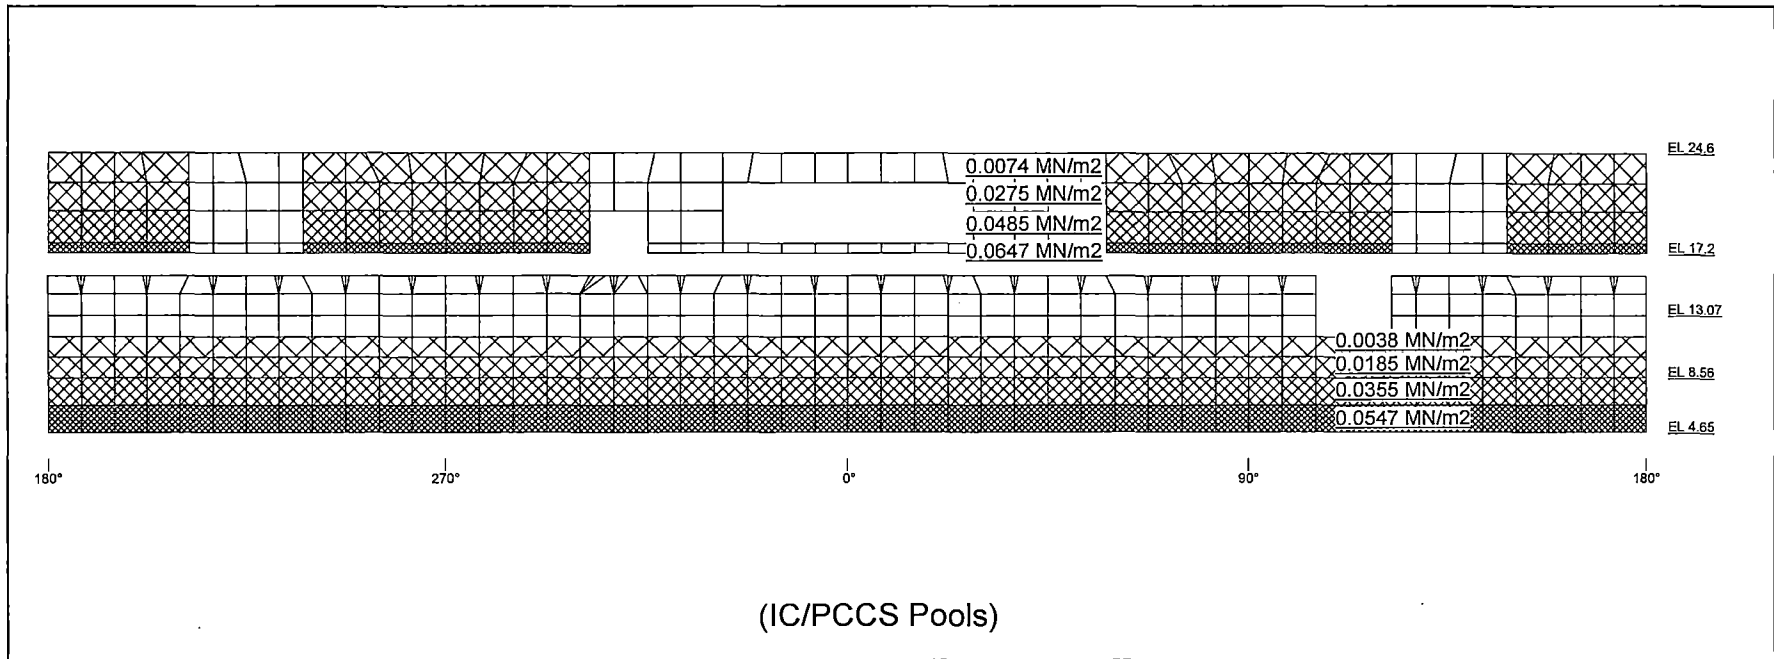 EL 24.6
0.0074 MN/m2
0.0275 MN/m2
0.0485 MN/m2
0.0647 MN/m2
EL 17.2
EL 13.07
0.0038 MN/m2
0.0185 MN/m2
EL 8.56
0.0355 MN/m2
0.0547 MN/m2
EL 4.65
180° 270° 0° 90° 180°
(IC/PCCS Pools)